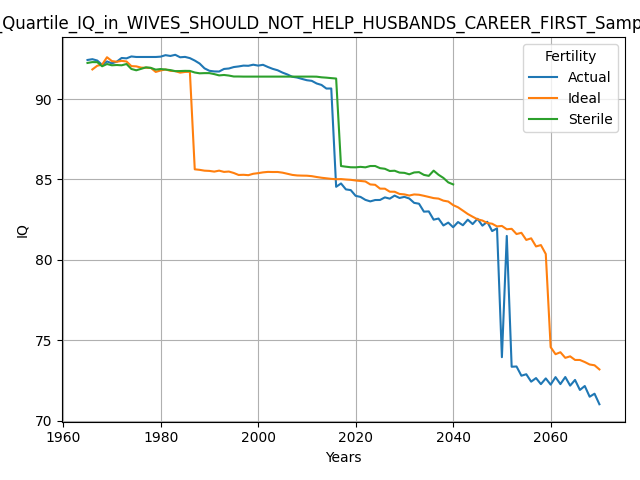 _Quartile_IQ_in_WIVES_SHOULD_NOT_HELP_HUSBANDS_CAREER_FIRST_Samp
Fertility
Actual
Ideal
Sterile
IQ
90
85
80
75
70
1960 1980 2000 2020 2040 2060
Years